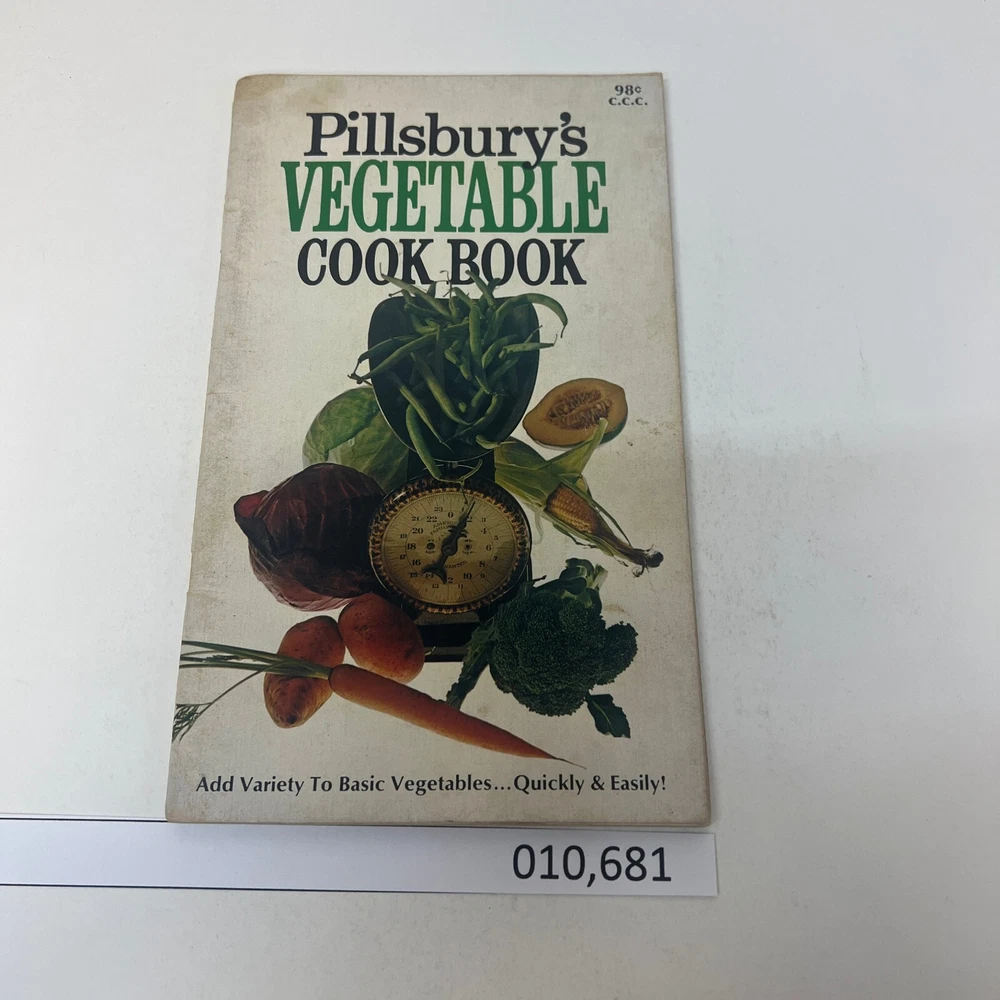 98¢
C.C.C.
Pillsbury's
VEGETABLE
COOK BOOK
Add Variety To Basic Vegetables...Quickly & Easily!
010,681